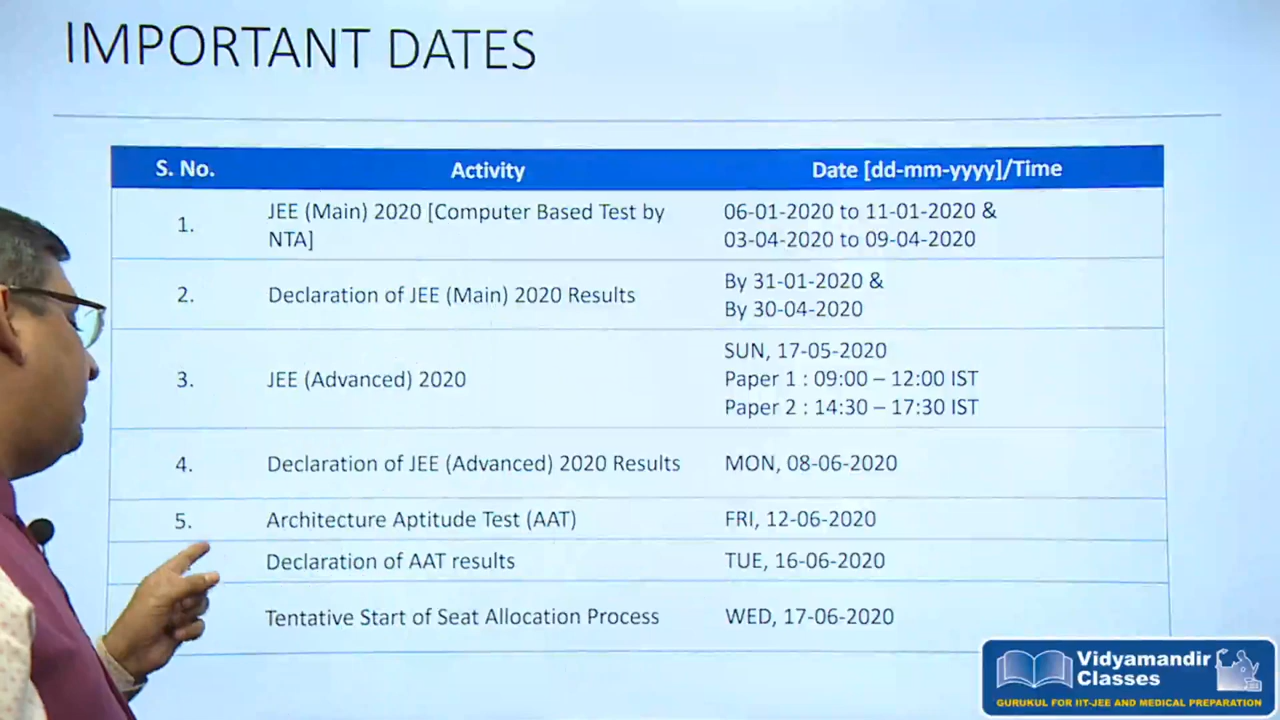 IMPORTANT DATES
S. No. Activity Date [dd-mm-yyyy]/Time
1. JEE (Main) 2020 [Computer Based Test by NTA] 06-01-2020 to 11-01-2020 &
03-04-2020 to 09-04-2020
2. Declaration of JEE (Main) 2020 Results By 31-01-2020 &
By 30-04-2020
3. JEE (Advanced) 2020 SUN, 17-05-2020
Paper 1 : 09:00 – 12:00 IST
Paper 2 : 14:30 – 17:30 IST
4. Declaration of JEE (Advanced) 2020 Results MON, 08-06-2020
5. Architecture Aptitude Test (AAT) FRI, 12-06-2020
Declaration of AAT results TUE, 16-06-2020
Tentative Start of Seat Allocation Process WED, 17-06-2020
Vidyamandir
Classes
GURUKUL FOR IIT-JEE AND MEDICAL PREPARATION